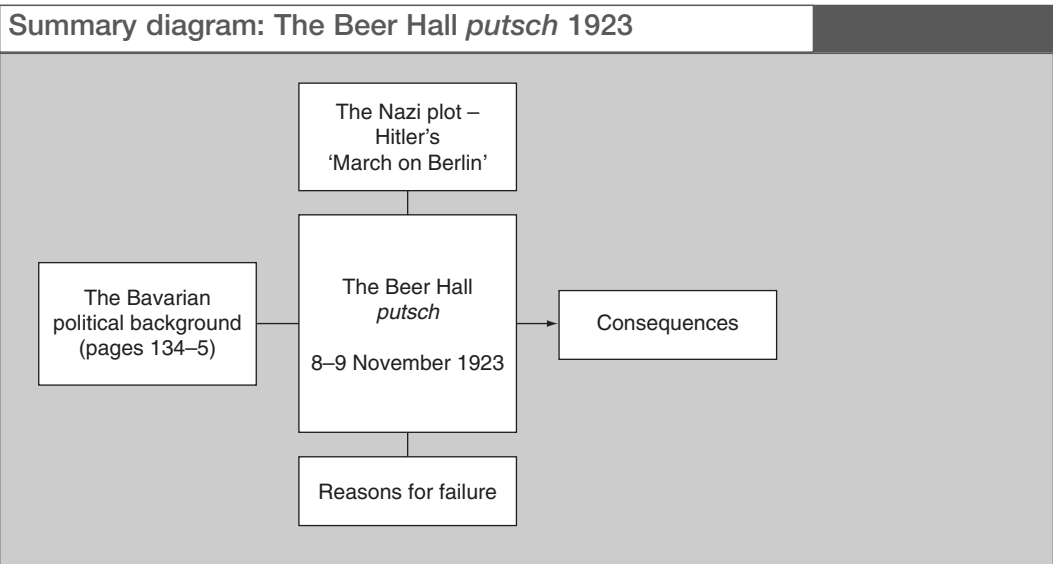 Summary diagram: The Beer Hall putsch 1923
The Nazi plot –
Hitler's
'March on Berlin'
The Bavarian
political background
(pages 134–5)
The Beer Hall
putsch
8–9 November 1923
Consequences
Reasons for failure